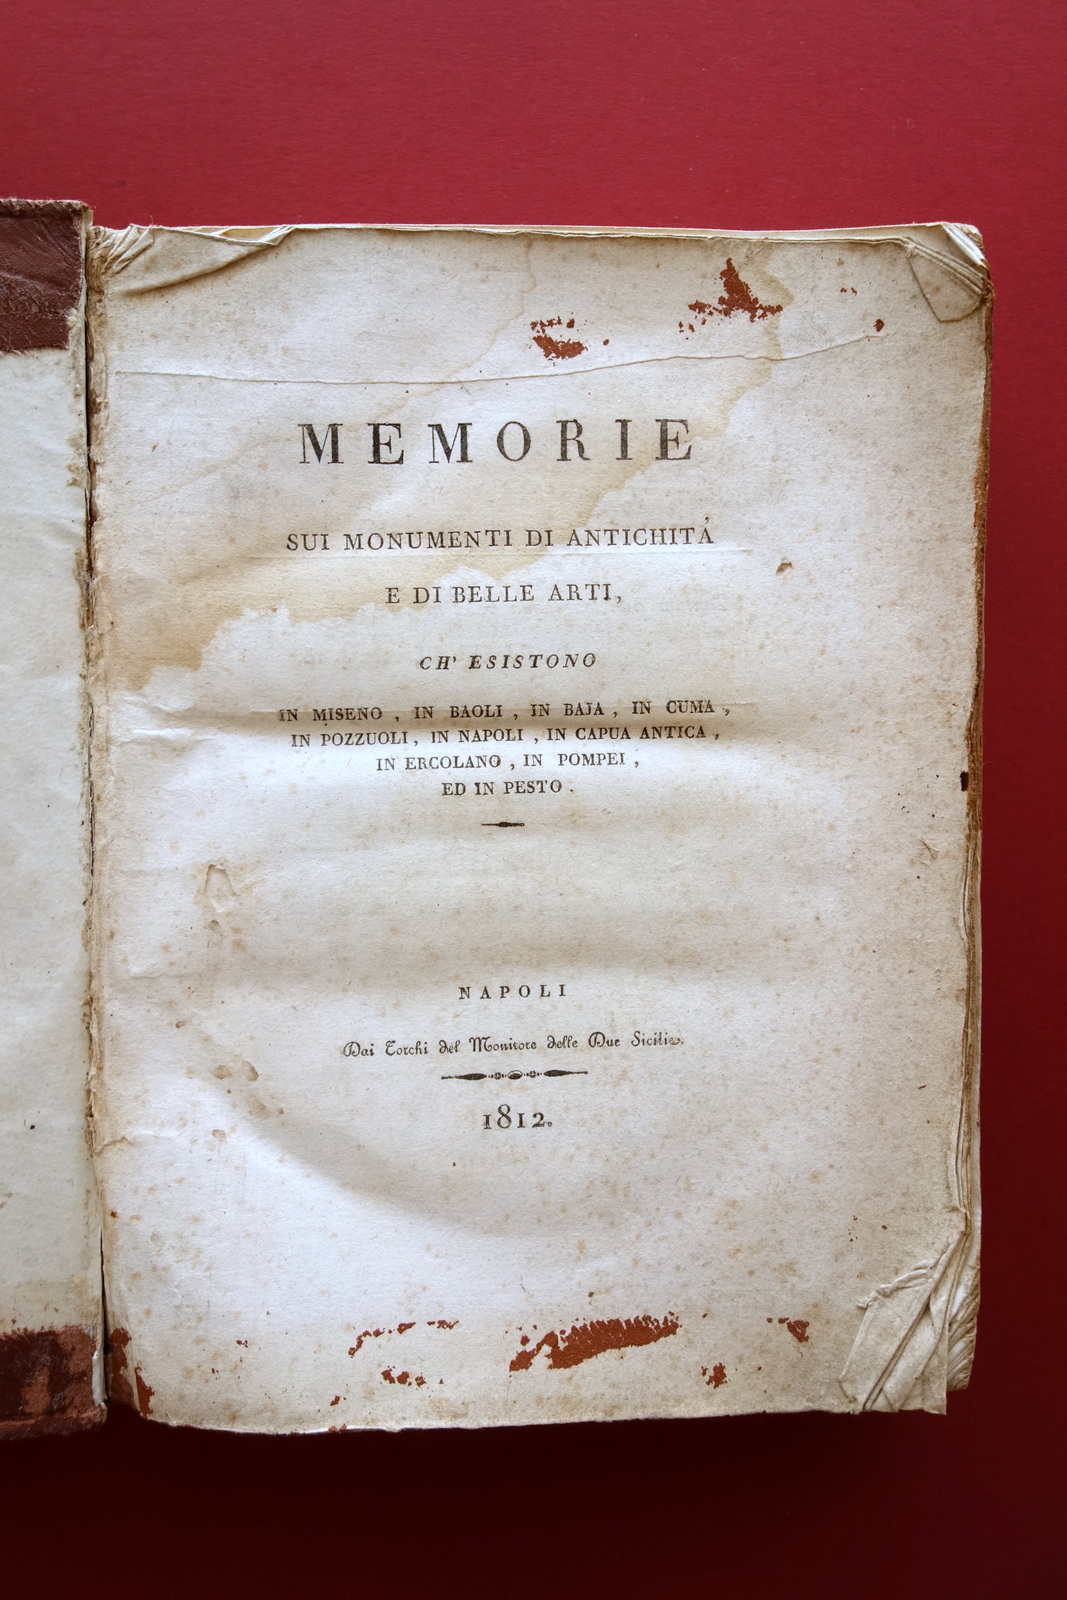 MEMORIE
SUI MONUMENTI DI ANTICHITÁ
E DI BELLE ARTI,
CH' ESISTONO
IN MISENO , IN BAOLI , IN BAJA , IN CUMA ,
IN POZZUOLI , IN NAPOLI , IN CAPUA ANTICA ,
IN ERCOLANO , IN POMPEI ,
ED IN PESTO .
NAPOLI
Dai Torchi del Monitore delle Due Sicilie.
1812.